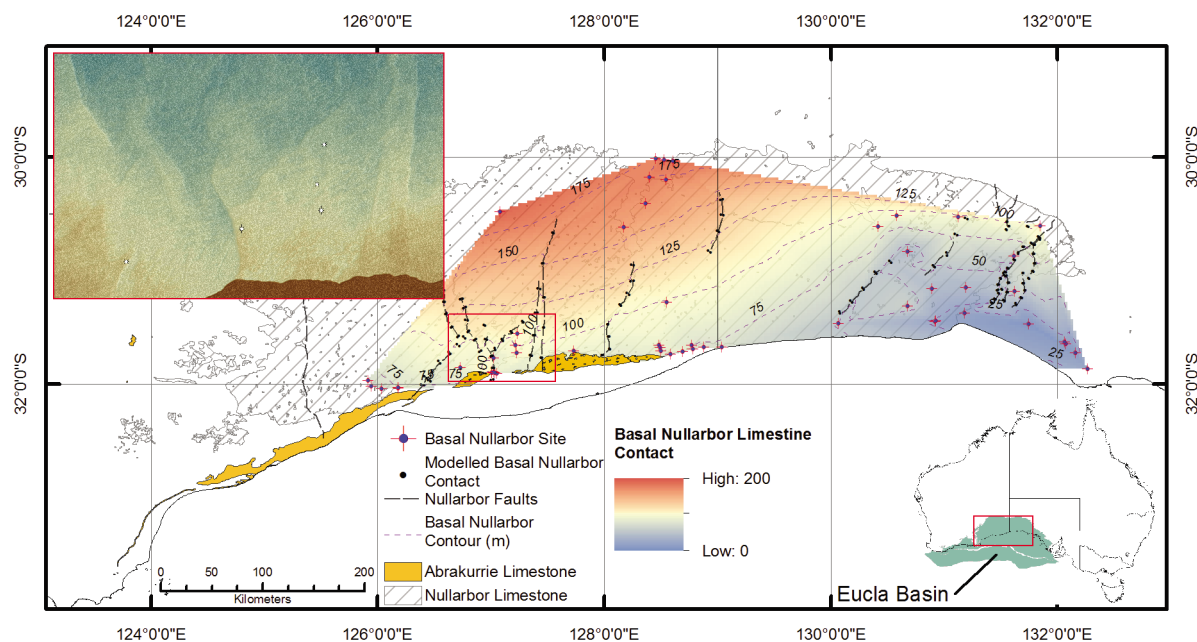 124°0'0"E
126°0'0"E
128°0'0"E
130°0'0"E
132°0'0"E
30°0'0"S
30°0'0"S
32°0'0"S
32°0'0"S
175
175
150
125
125
100
50
25
25
75
100
100
100
75
75
Basal Nullarbor Site
Modelled Basal Nullarbor
Contact
Nullarbor Faults
Basal Nullarbor
Contour (m)
Abrakurrie Limestone
Nullarbor Limestone
0 50 100 200
Kilometers
Basal Nullarbor Limestine
Contact
High: 200
Low: 0
Eucla Basin
124°0'0"E
126°0'0"E
128°0'0"E
130°0'0"E
132°0'0"E